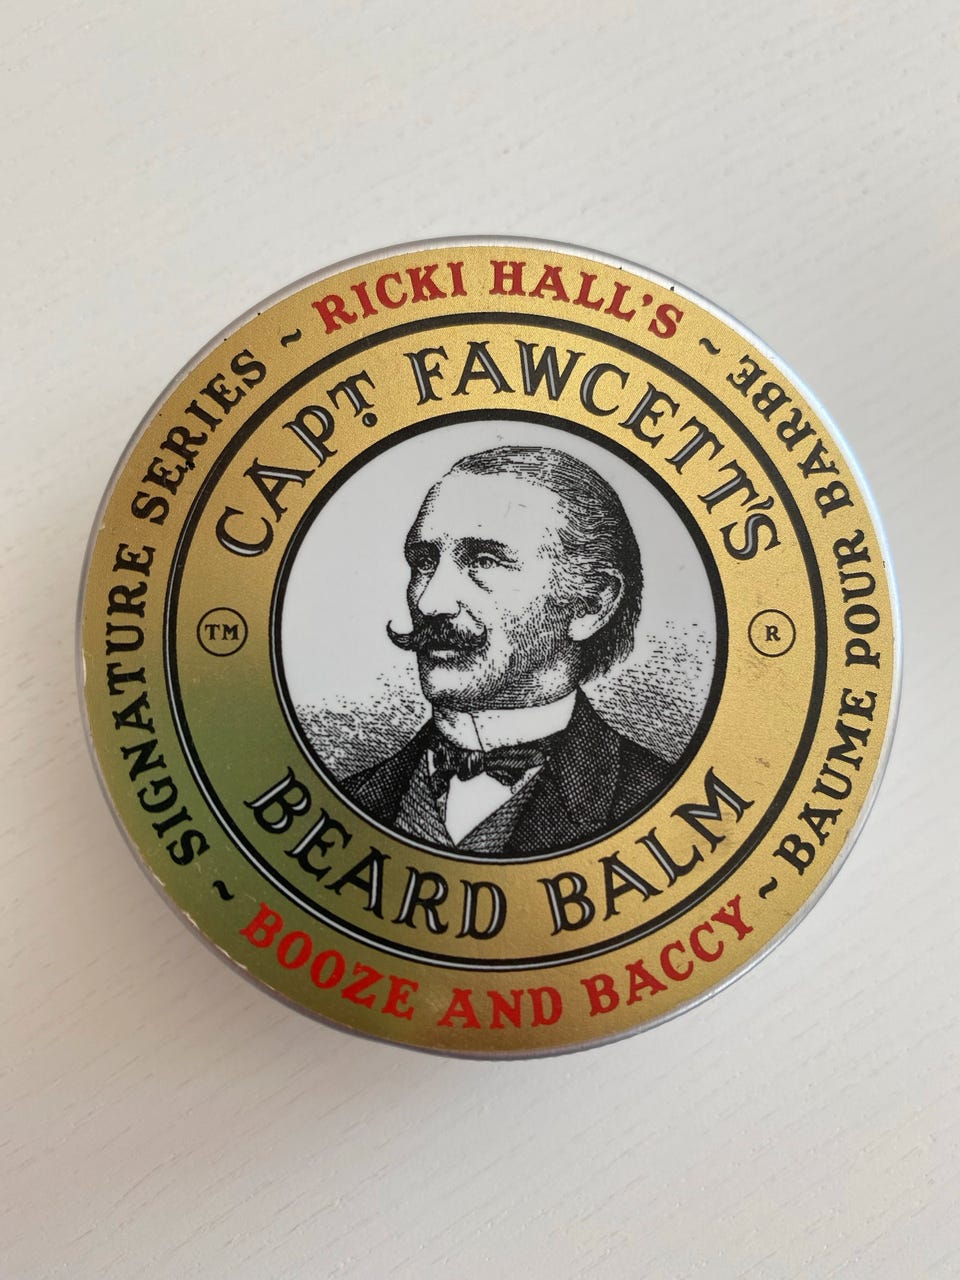 RICKI HALL'S
~ BAUME POUR BARBE ~
BOOZE AND BACCY
~ SIGNATURE SERIES ~
CAPT. FAWCETT'S
TM
R
BEARD BALM